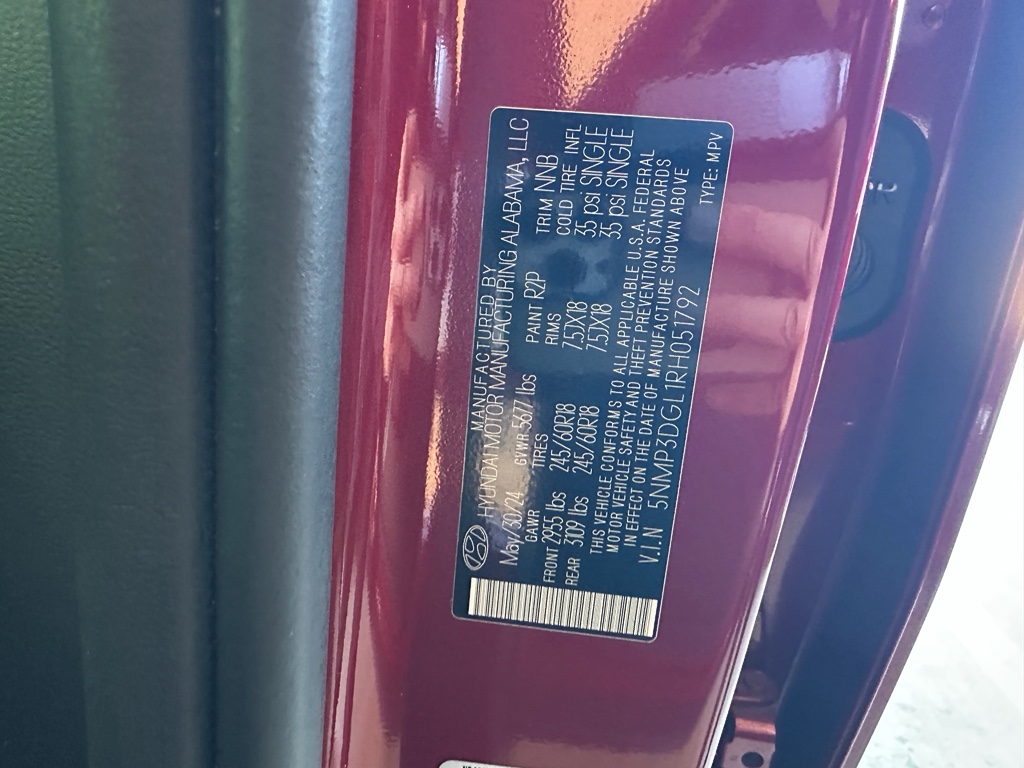 MANUFACTURED BY
HYUNDAI MOTOR MANUFACTURING ALABAMA, LLC
May/30/24 GVWR 5677 lbs PAINT R2P TRIM NNB
GAWR TIRES RIMS COLD TIRE INFL
FRONT 2955 lbs 245/60R18 7,5JX18 35 psi SINGLE
REAR 3109 lbs 245/60R18 7.5JX18 35 psi SINGLE
THIS VEHICLE CONFORMS TO ALL APPLICABLE U.S.A. FEDERAL
MOTOR VEHICLE SAFETY AND THEFT PREVENTION STANDARDS
IN EFFECT ON THE DATE OF MANUFACTURE SHOWN ABOVE
V.I.N 5NMP3DGL1RH051792 TYPE: MPV